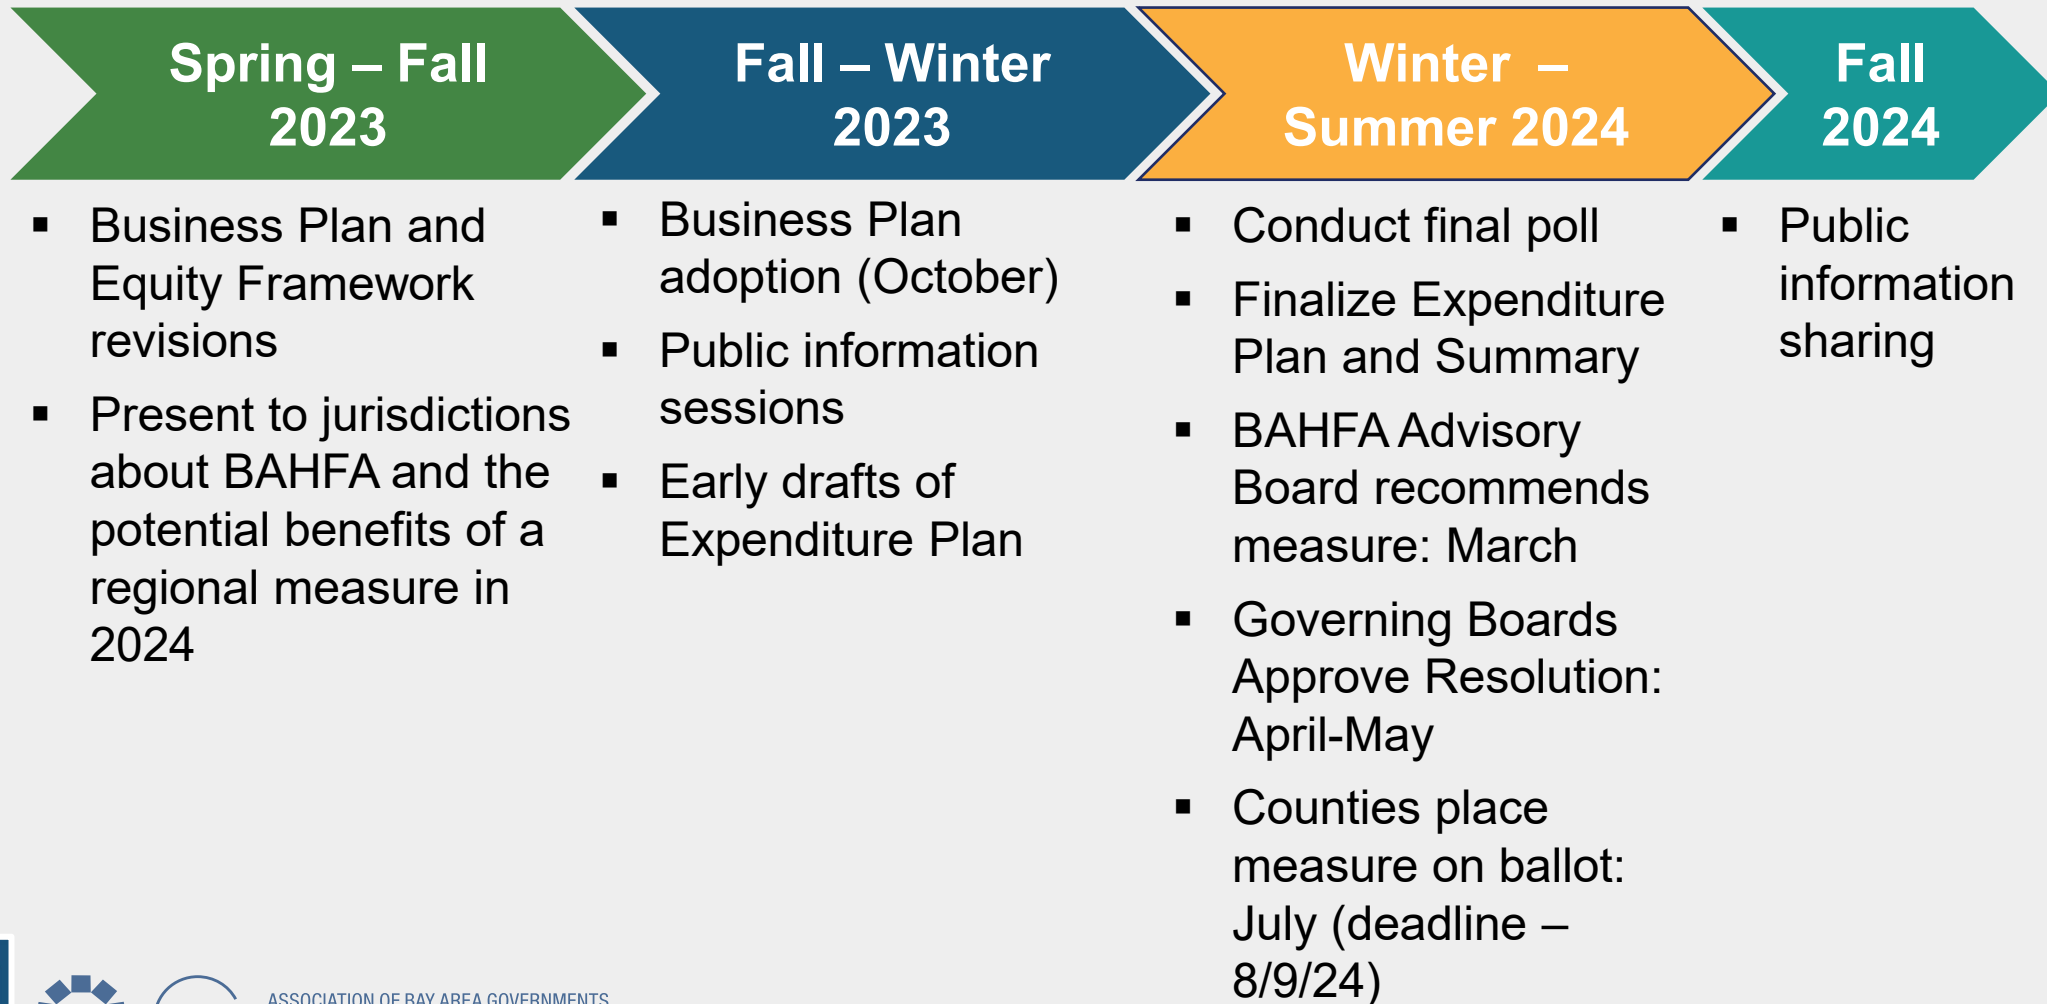 Spring – Fall
2023
▪ Business Plan and
Equity Framework
revisions
▪ Present to jurisdictions
about BAHFA and the
potential benefits of a
regional measure in
2024
Fall – Winter
2023
▪ Business Plan
adoption (October)
▪ Public information
sessions
▪ Early drafts of
Expenditure Plan
Winter –
Summer 2024
▪ Conduct final poll
▪ Finalize Expenditure
Plan and Summary
▪ BAHFA Advisory
Board recommends
measure: March
▪ Governing Boards
Approve Resolution:
April-May
▪ Counties place
measure on ballot:
July (deadline –
8/9/24)
Fall
2024
▪ Public
information
sharing
ASSOCIATION OF BAY AREA GOVERNMENTS